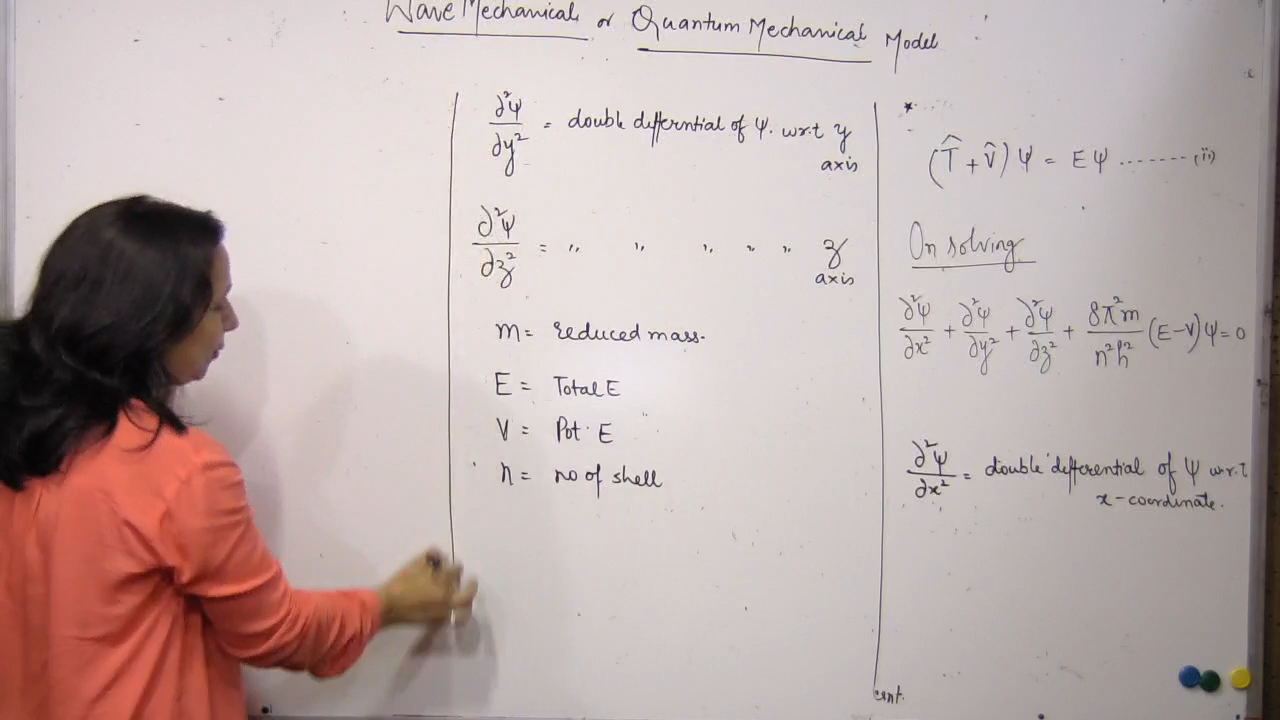 Wave Mechanical or Quantum Mechanical Model
∂²ψ/∂y² = double differntial of ψ. w.r.t y axis
∂²ψ/∂z² = ,, ,, ,, ,, ,, z axis
m = reduced mass.
E = Total E
V = Pot. E
n = no of shell
*
(T̂ + V̂) ψ = E ψ ....... (ii)
On solving
∂²ψ/∂x² + ∂²ψ/∂y² + ∂²ψ/∂z² + 8π²m/n²h² (E-V)ψ = 0
∂²ψ/∂x² = double differential of ψ w.r.t
x-coordinate.
cont.